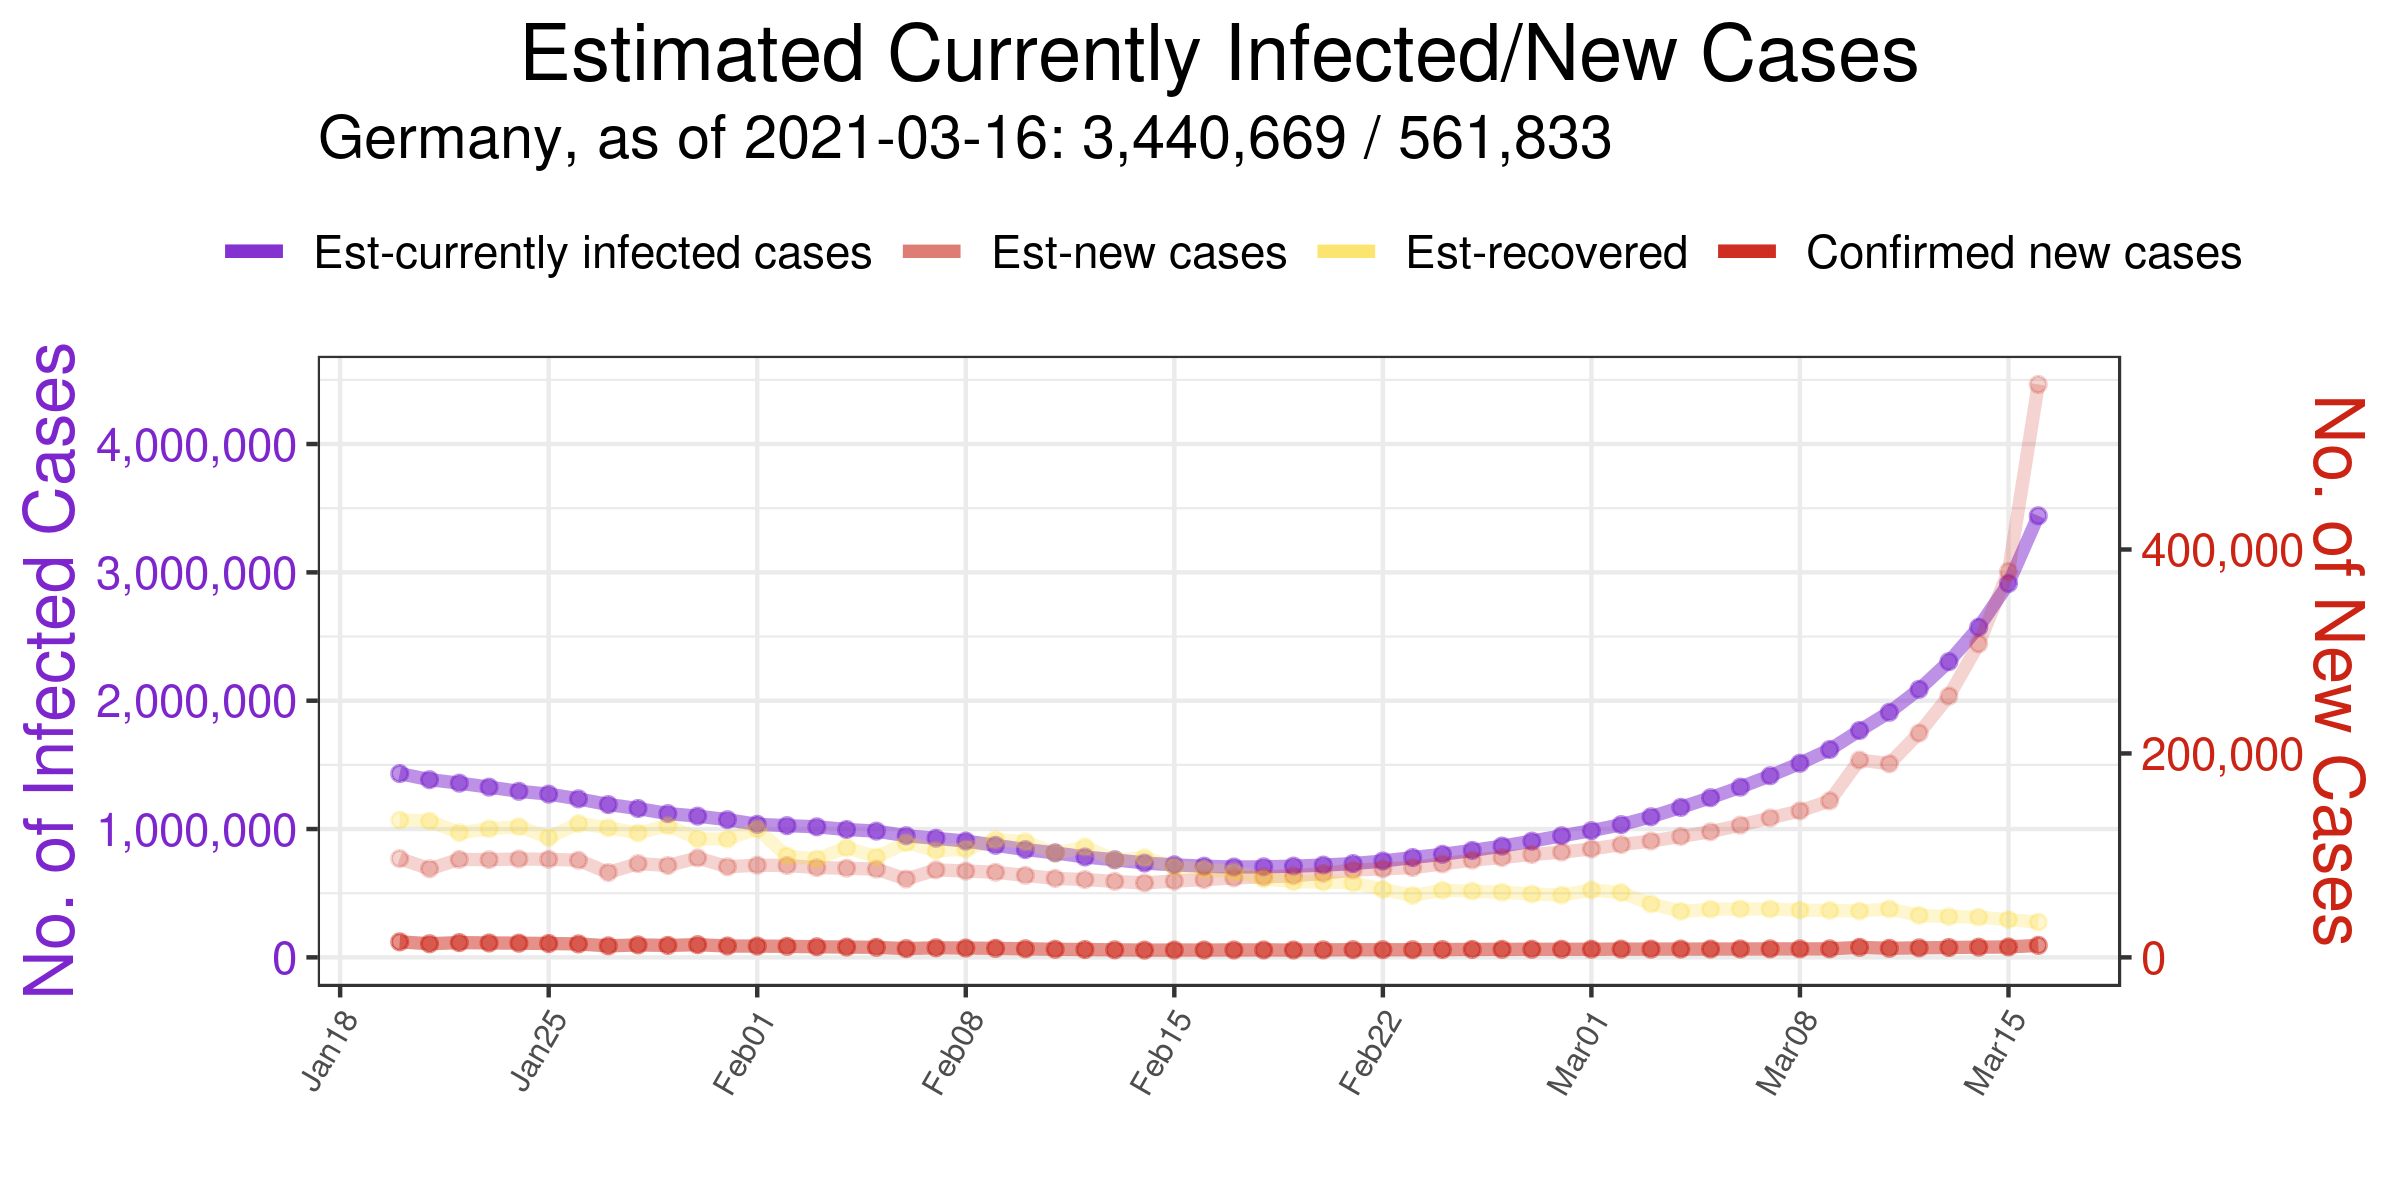 Estimated Currently Infected/New Cases
Germany, as of 2021-03-16: 3,440,669 / 561,833
Est-currently infected cases Est-new cases Est-recovered Confirmed new cases
No. of Infected Cases
4,000,000
3,000,000
2,000,000
1,000,000
0
400,000
200,000
0
No. of New Cases
Jan18 Jan25 Feb01 Feb08 Feb15 Feb22 Mar01 Mar08 Mar15